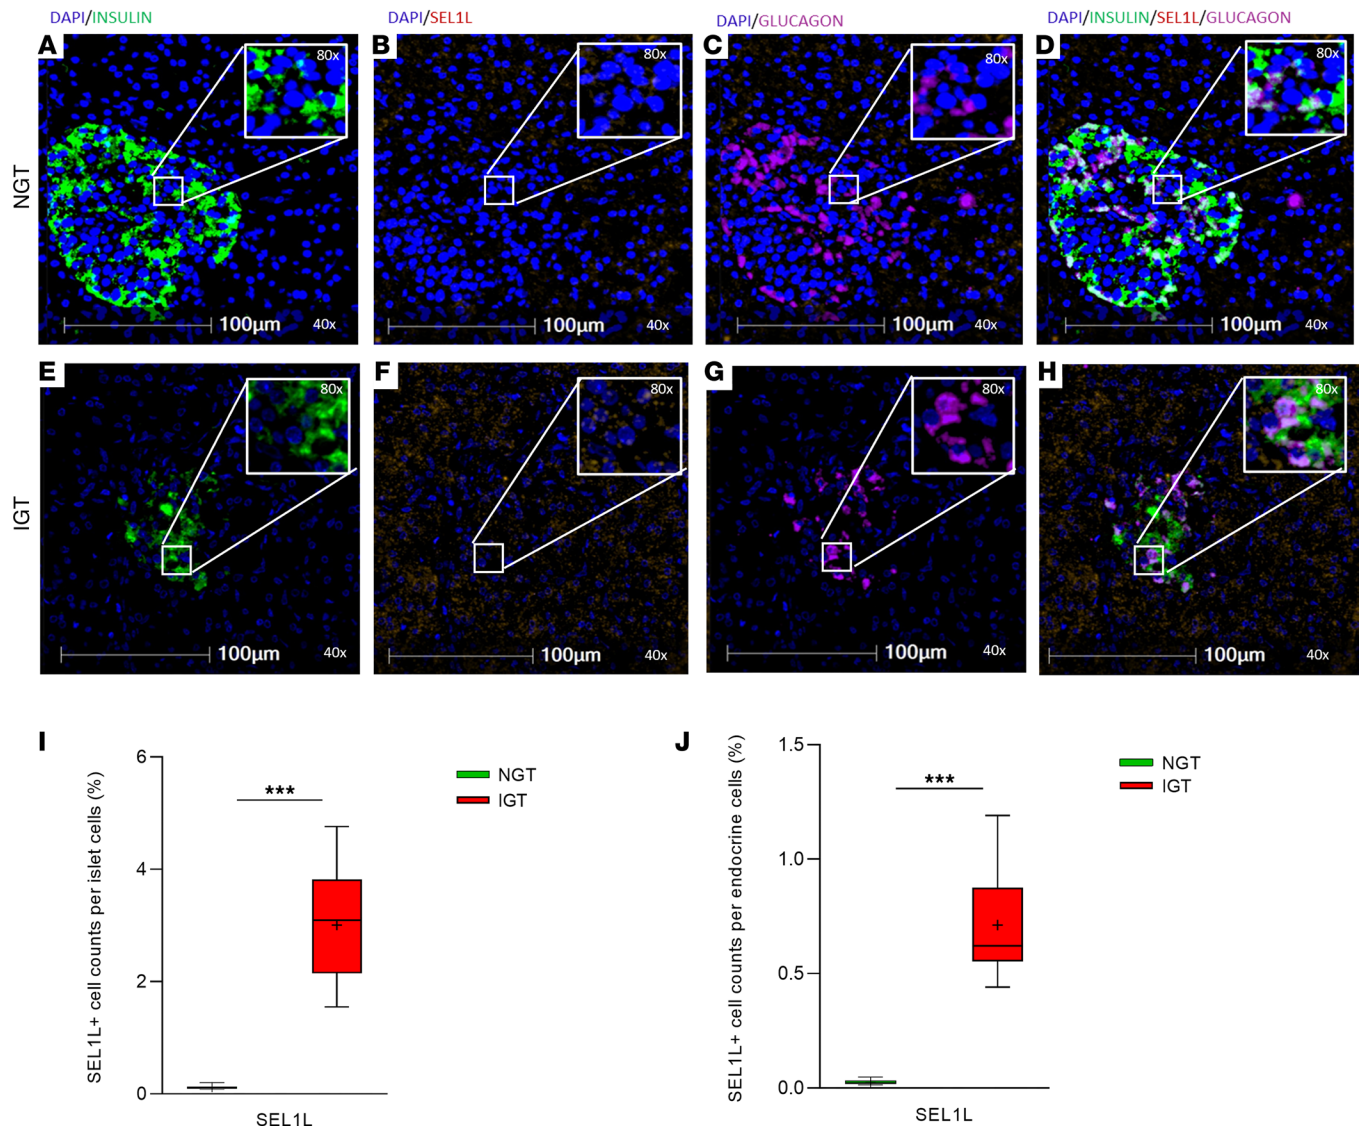 DAPI/INSULIN
DAPI/SEL1L
DAPI/GLUCAGON
DAPI/INSULIN/SEL1L/GLUCAGON
NGT
A
80x
100μm
40x
B
80x
100μm
40x
C
80x
100μm
40x
D
80x
100μm
40x
IGT
E
80x
100μm
40x
F
80x
100μm
40x
G
80x
100μm
40x
H
80x
100μm
40x
I
SEL1L+ cell counts per islet cells (%)
6
4
2
0
***
NGT
IGT
SEL1L
J
SEL1L+ cell counts per endocrine cells (%)
1.5
1.0
0.5
0.0
***
NGT
IGT
SEL1L